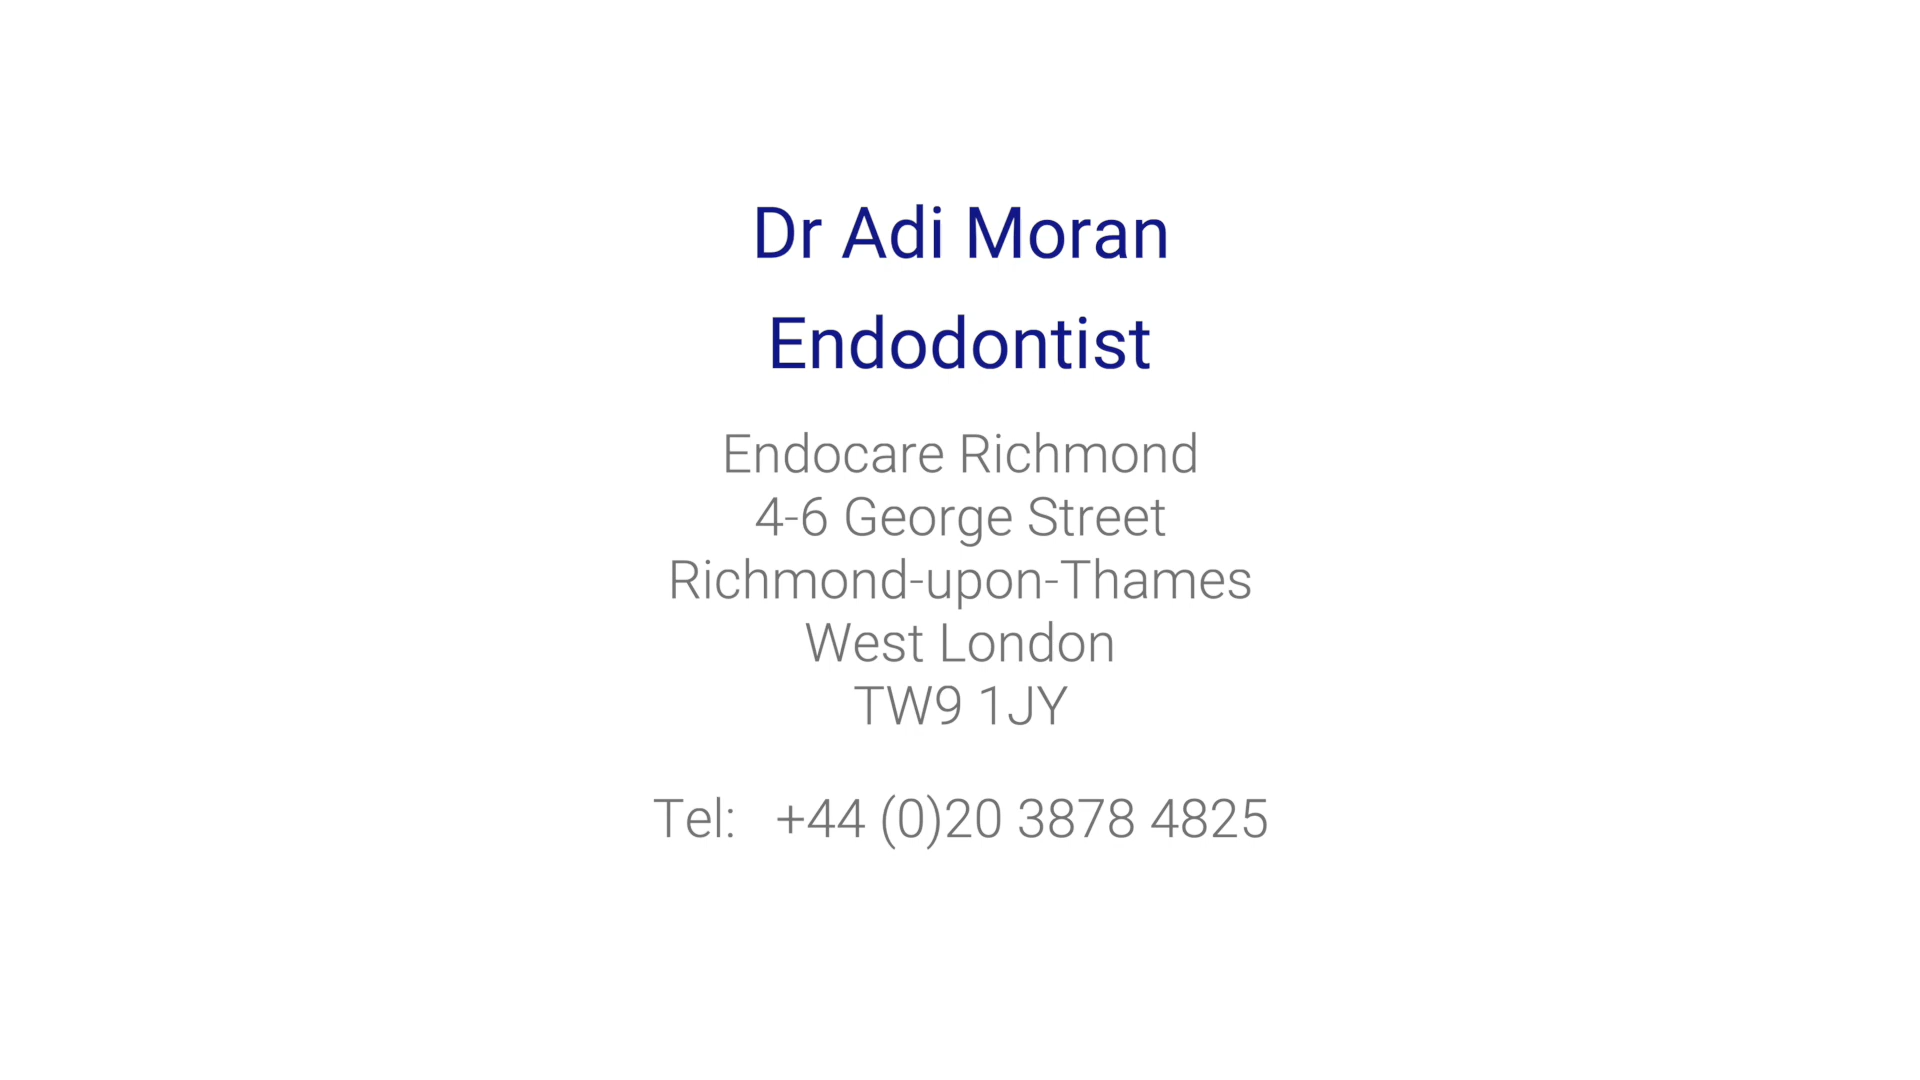 Dr Adi Moran
Endodontist
Endocare Richmond
4-6 George Street
Richmond-upon-Thames
West London
TW9 1JY
Tel: +44 (0)20 3878 4825